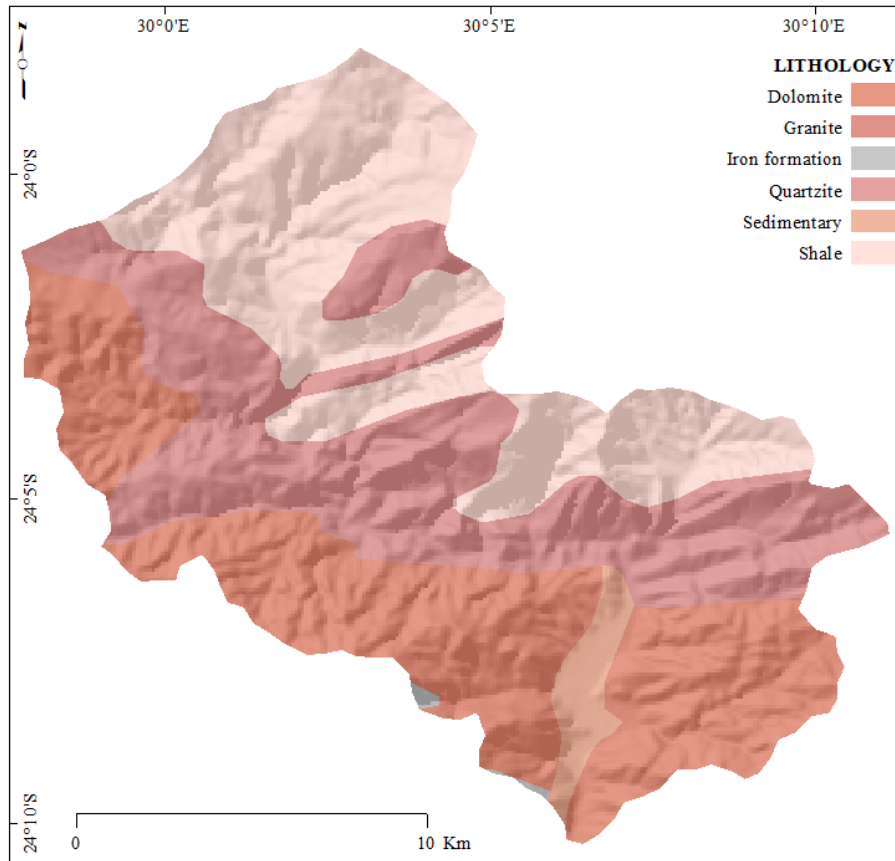 30°0'E 30°5'E 30°10'E
LITHOLOGY
Dolomite
Granite
Iron formation
Quartzite
Sedimentary
Shale
24°0'S
24°5'S
24°10'S
0 10 Km